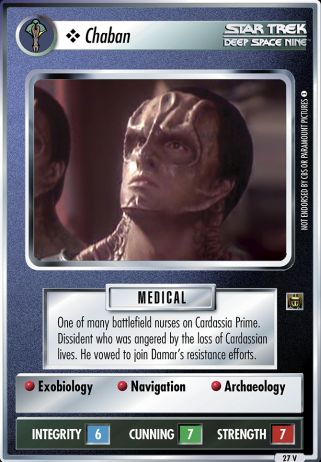 ❖ Chaban
STAR TREK
DEEP SPACE NINE
NOT ENDORSED BY CBS OR PARAMOUNT PICTURES
MEDICAL
One of many battlefield nurses on Cardassia Prime.
Dissident who was angered by the loss of Cardassian
lives. He vowed to join Damar's resistance efforts.
Exobiology Navigation Archaeology
INTEGRITY 6 CUNNING 7 STRENGTH 7
27 V